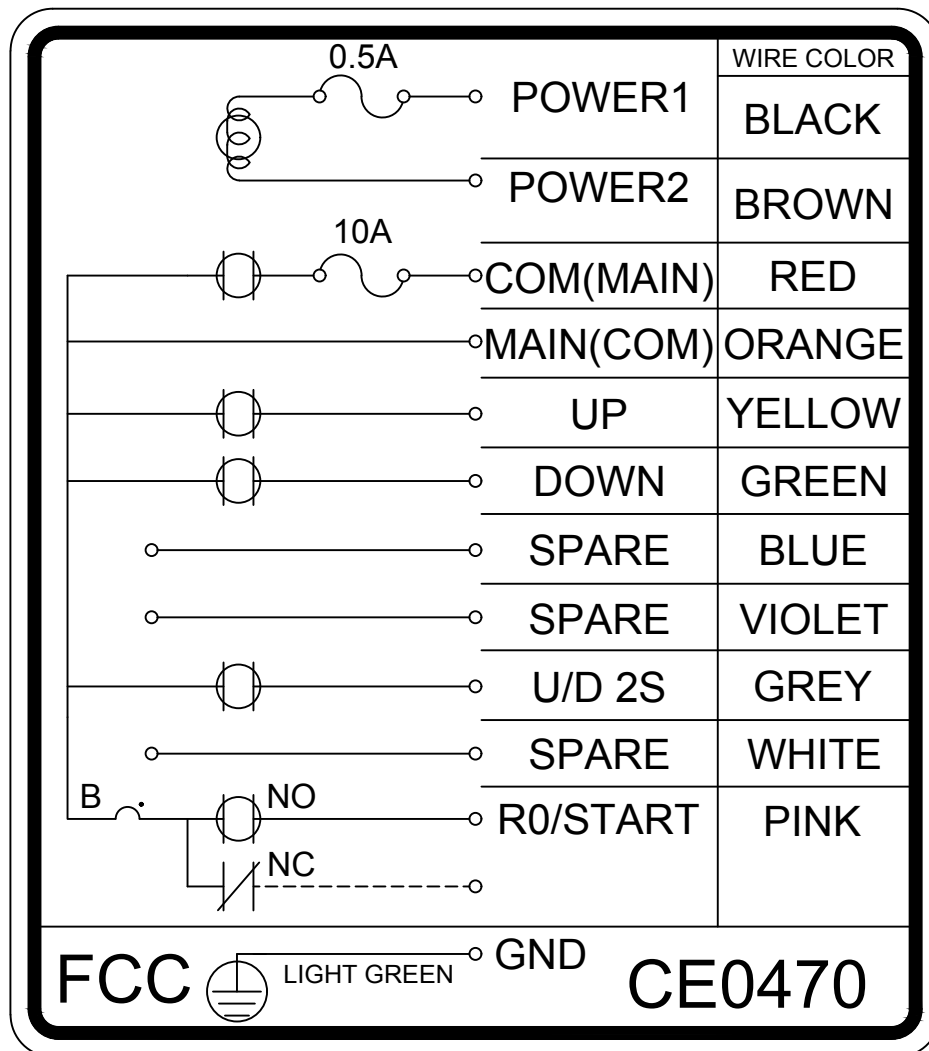 0.5A
WIRE COLOR
POWER1 BLACK
POWER2 BROWN
10A
COM(MAIN) RED
MAIN(COM) ORANGE
UP YELLOW
DOWN GREEN
SPARE BLUE
SPARE VIOLET
U/D 2S GREY
SPARE WHITE
B NO R0/START PINK
NC
FCC LIGHT GREEN GND CE0470